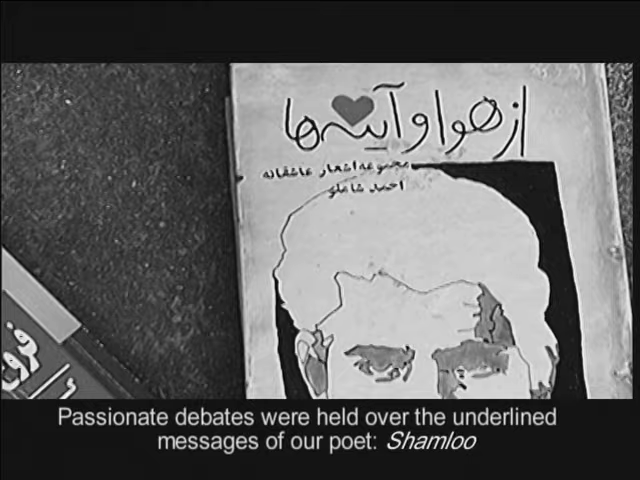 از هوا و آینه‌ها
مجموعه اشعار عاشقانه
احمد شاملو
Passionate debates were held over the underlined
messages of our poet: Shamloo